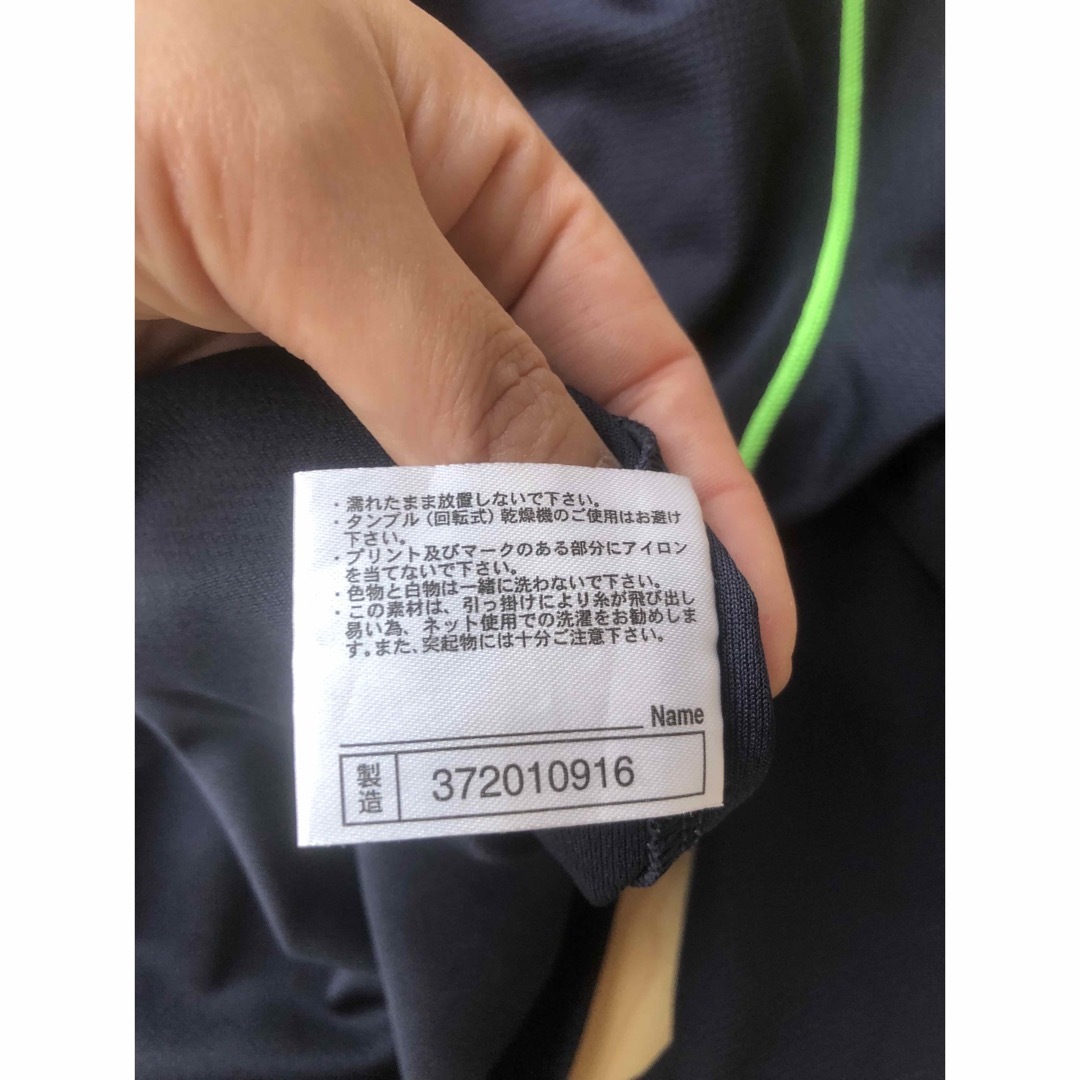 ・濡れたまま放置しないで下さい。
・タンブル(回転式)乾燥機のご使用はお避け
下さい。
・プリント及びマークのある部分にアイロン
を当てないで下さい。
・色物と白物は一緒に洗わないで下さい。
・この素材は、引っ掛けにより糸が飛び出し
易い為、ネット使用での洗濯をお勧めしま
す。また、突起物には十分ご注意下さい。
Name
製造 372010916